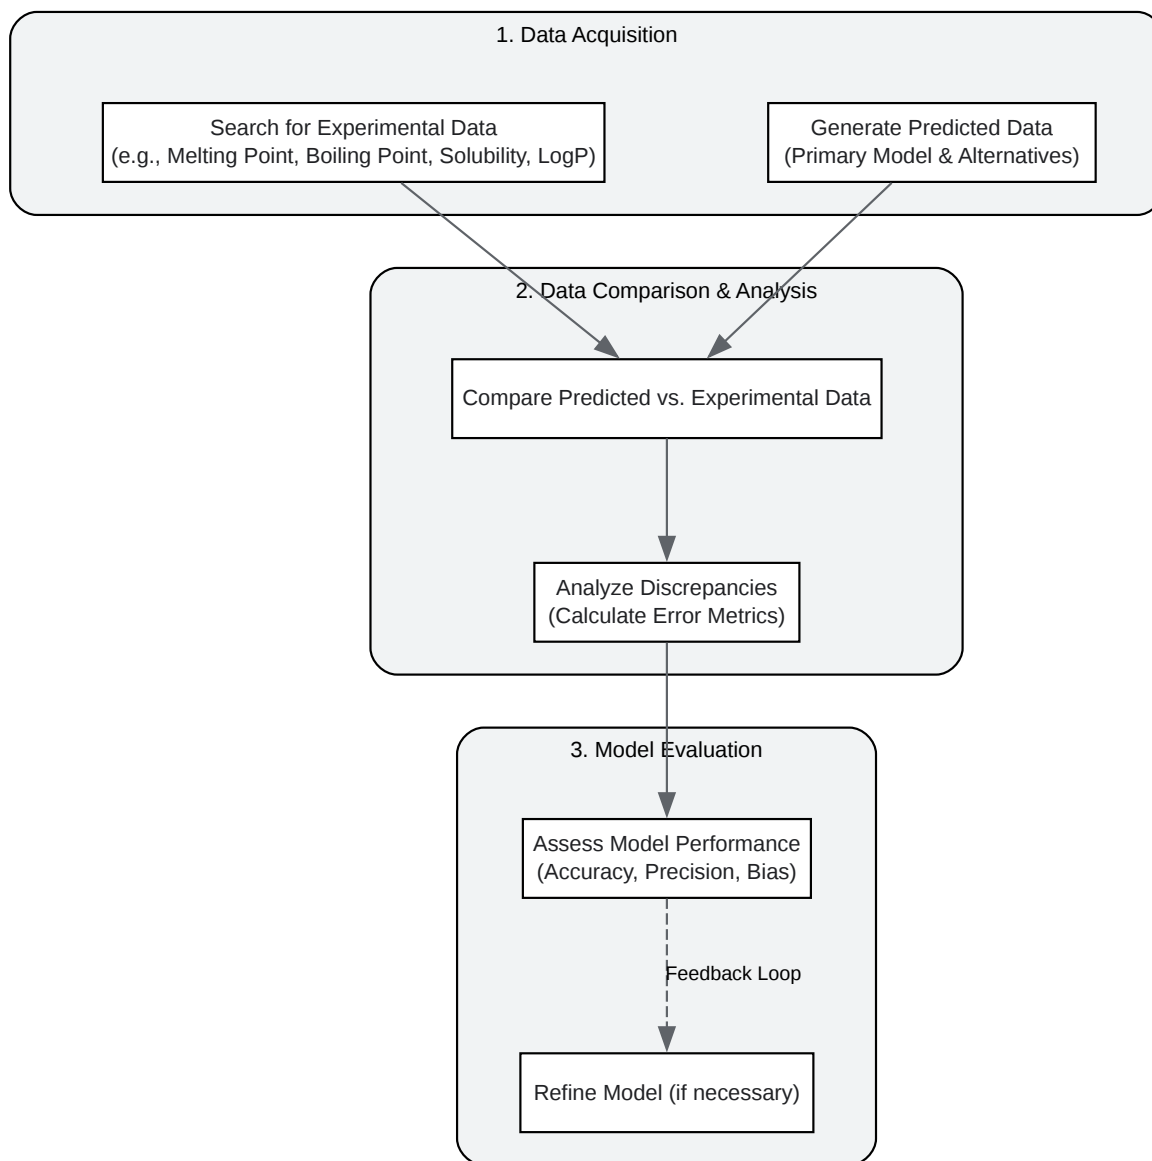 1. Data Acquisition
Search for Experimental Data
(e.g., Melting Point, Boiling Point, Solubility, LogP)
Generate Predicted Data
(Primary Model & Alternatives)
2. Data Comparison & Analysis
Compare Predicted vs. Experimental Data
Analyze Discrepancies
(Calculate Error Metrics)
3. Model Evaluation
Assess Model Performance
(Accuracy, Precision, Bias)
Feedback Loop
Refine Model (if necessary)